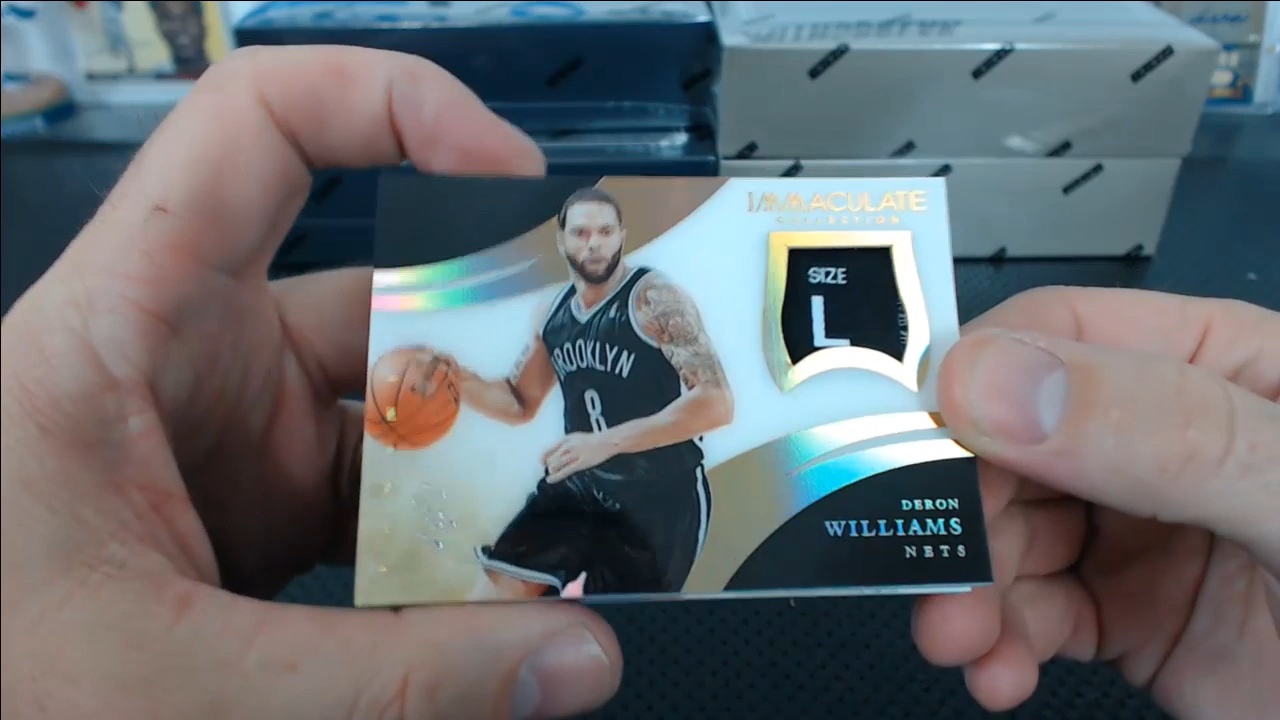 IMMACULATE
COLLECTION
SIZE
L
BROOKLYN
8
DERON
WILLIAMS
NETS